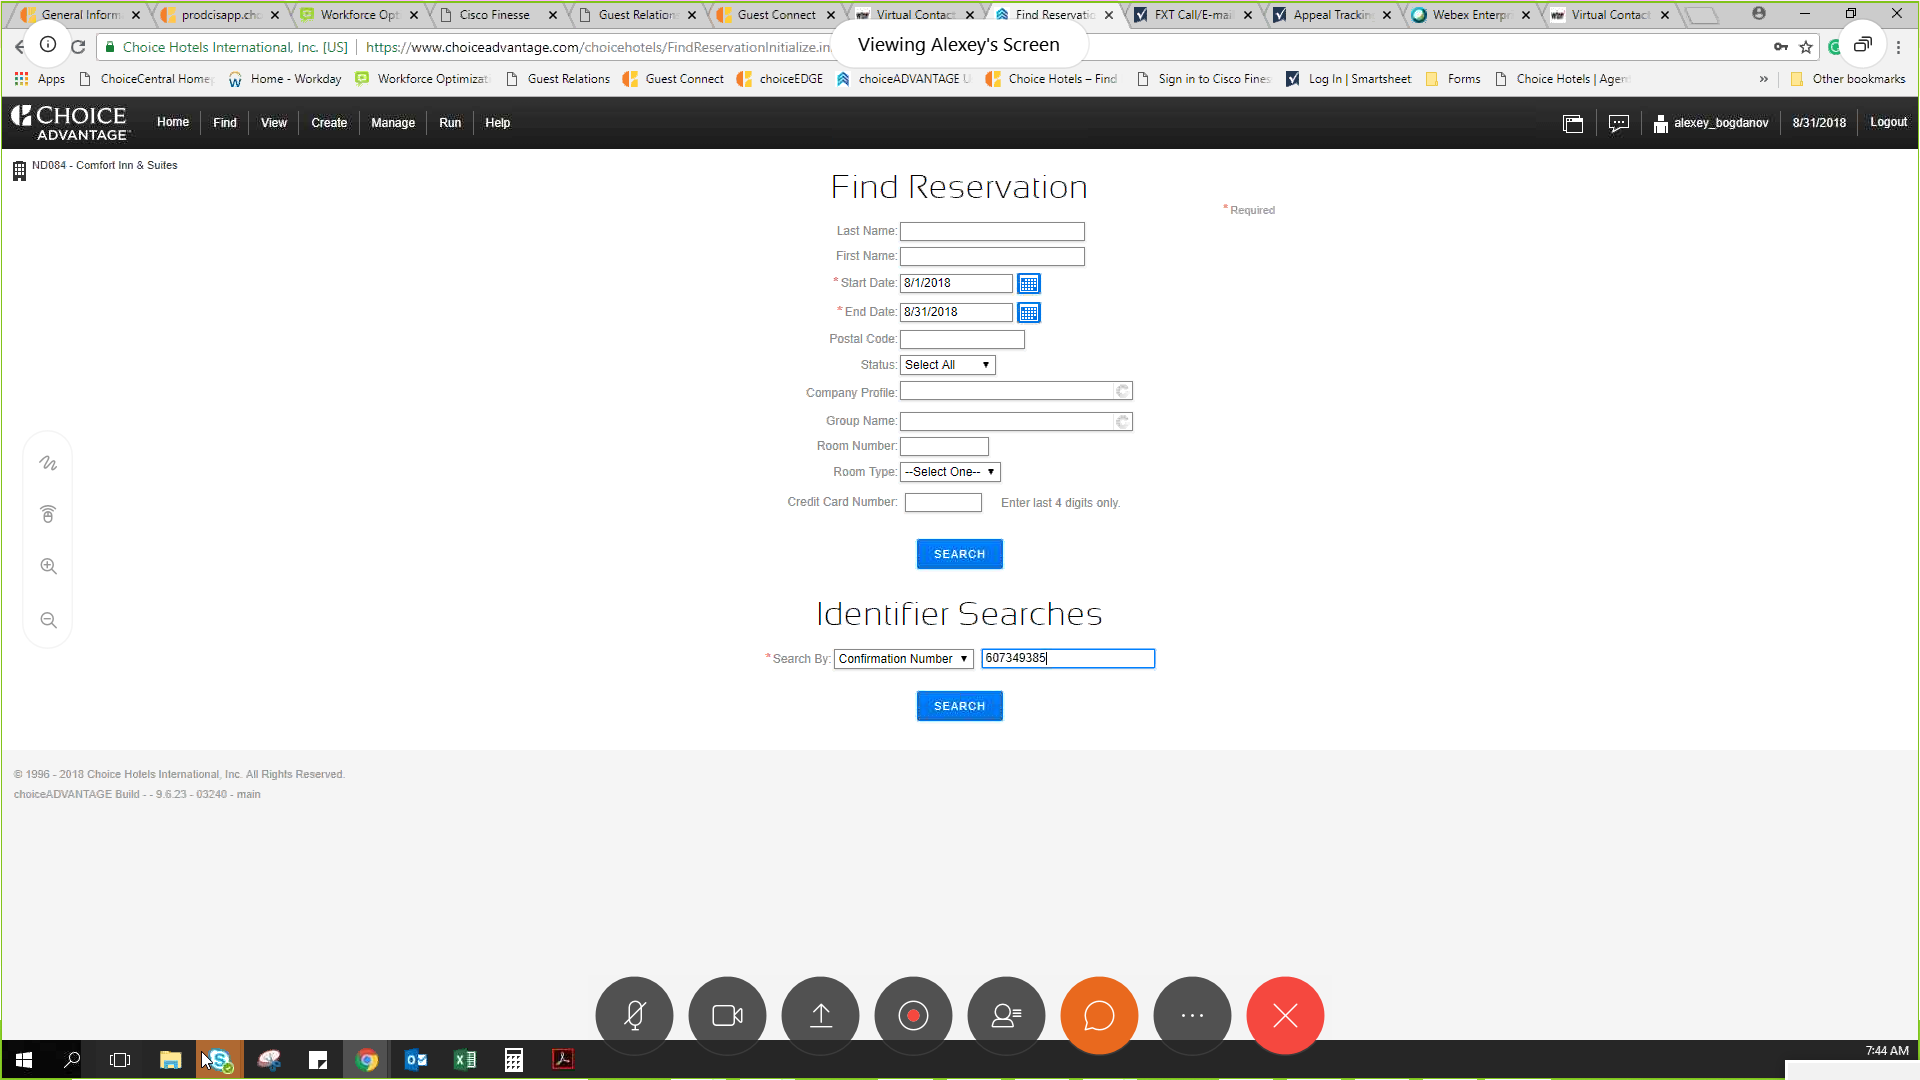 General Inform
prodcisapp.cho
Workforce Opt
Cisco Finesse
Guest Relation
Guest Connect
Virtual Contact
Find Reservatio
FXT Call/E-mail
Appeal Tracking
Webex Enterpr
Virtual Contac
Choice Hotels International, Inc. [US]
https://www.choiceadvantage.com/choicehotels/FindReservationInitialize.in
Viewing Alexey's Screen
Apps
ChoiceCentral Home
Home - Workday
Workforce Optimizat
Guest Relations
Guest Connect
choiceEDGE
choiceADVANTAGE U
Choice Hotels – Find
Sign in to Cisco Fines
Log In | Smartsheet
Forms
Choice Hotels | Agen
»
Other bookmarks
CHOICE
ADVANTAGE
Home
Find
View
Create
Manage
Run
Help
alexey_bogdanov
8/31/2018
Logout
ND084 - Comfort Inn & Suites
Find Reservation
* Required
Last Name:
First Name:
* Start Date: 8/1/2018
* End Date: 8/31/2018
Postal Code:
Status: Select All
Company Profile:
Group Name:
Room Number:
Room Type: --Select One--
Credit Card Number: Enter last 4 digits only.
SEARCH
Identifier Searches
* Search By: Confirmation Number 607349385
SEARCH
© 1996 - 2018 Choice Hotels International, Inc. All Rights Reserved.
choiceADVANTAGE Build - - 9.6.23 - 03240 - main
7:44 AM